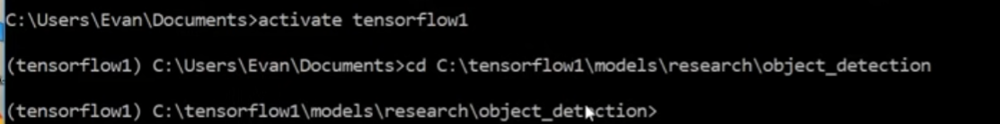 C:\Users\Evan\Documents>activate tensorflow1
(tensorflow1) C:\Users\Evan\Documents>cd C:\tensorflow1\models\research\object_detection
(tensorflow1) C:\tensorflow1\models\research\object_detection>